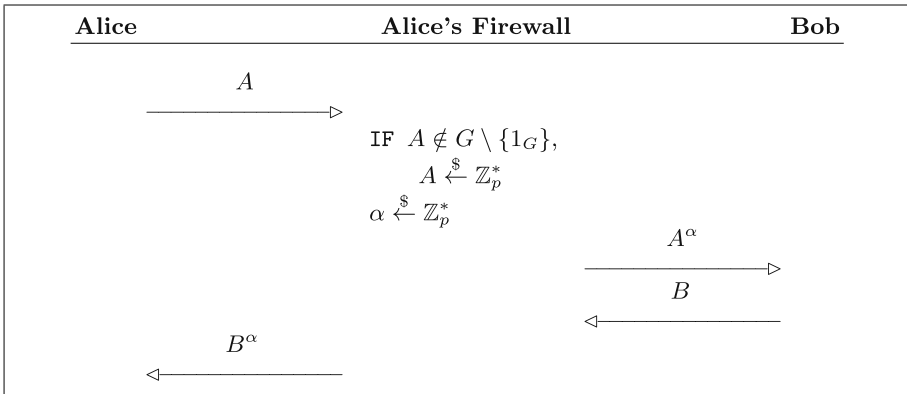 Alice Alice's Firewall Bob
A
IF A ∉ G \ {1_G},
A ←$ ℤ_p^*
α ←$ ℤ_p^*
A^α
B
B^α